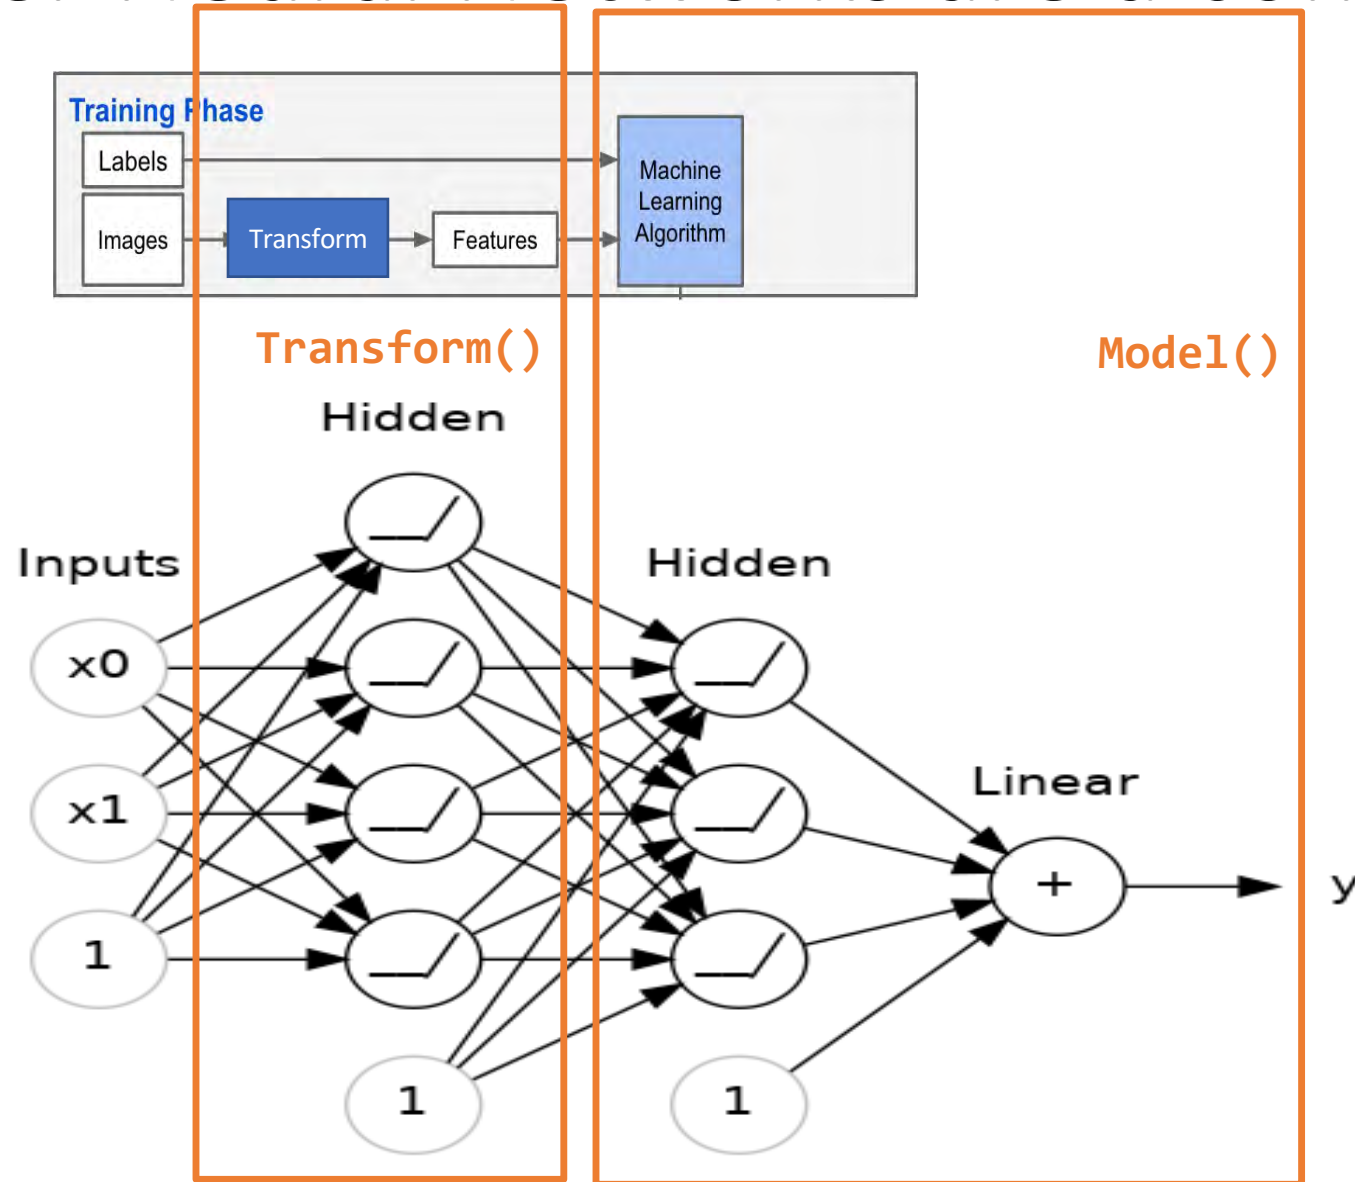 Training Phase
Labels
Images
Transform
Features
Machine
Learning
Algorithm
Transform()
Model()
Hidden
Inputs
Hidden
x0
x1
Linear
+
y
1
1
1